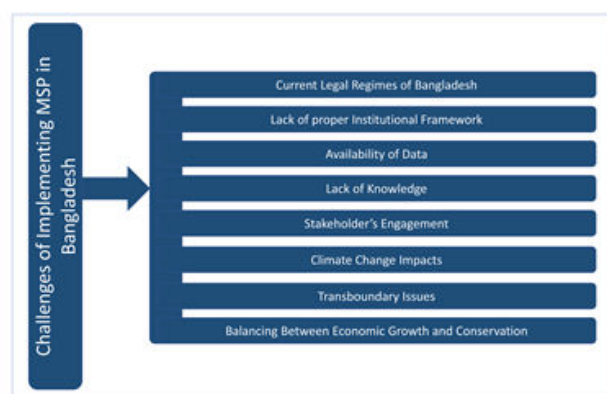 Challenges of Implementing MSP in
Bangladesh
Current Legal Regimes of Bangladesh
Lack of proper Institutional Framework
Availability of Data
Lack of Knowledge
Stakeholder's Engagement
Climate Change Impacts
Transboundary Issues
Balancing Between Economic Growth and Conservation